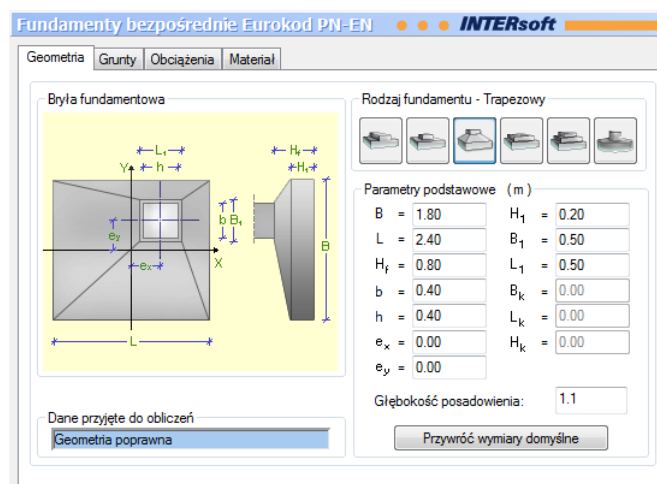 Fundamenty bezpośrednie Eurokod PN-EN INTERsoft
Geometria Grunty Obciążenia Materiał
Bryła fundamentowa
L₁
h
Hf
H₁
Y
b B₁
B
ey
ex
X
L
Dane przyjęte do obliczeń
Geometria poprawna
Rodzaj fundamentu - Trapezowy
Parametry podstawowe (m)
B = 1.80 H₁ = 0.20
L = 2.40 B₁ = 0.50
Hf = 0.80 L₁ = 0.50
b = 0.40 Bk = 0.00
h = 0.40 Lk = 0.00
ex = 0.00 Hk = 0.00
ey = 0.00
Głębokość posadowienia: 1.1
Przywróć wymiary domyślne